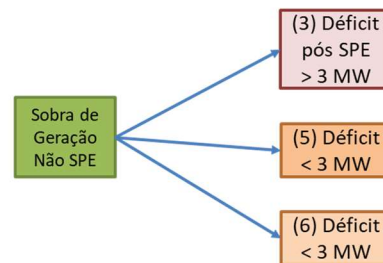 Sobra de
Geração
Não SPE
(3) Déficit
pós SPE
> 3 MW
(5) Déficit
< 3 MW
(6) Déficit
< 3 MW